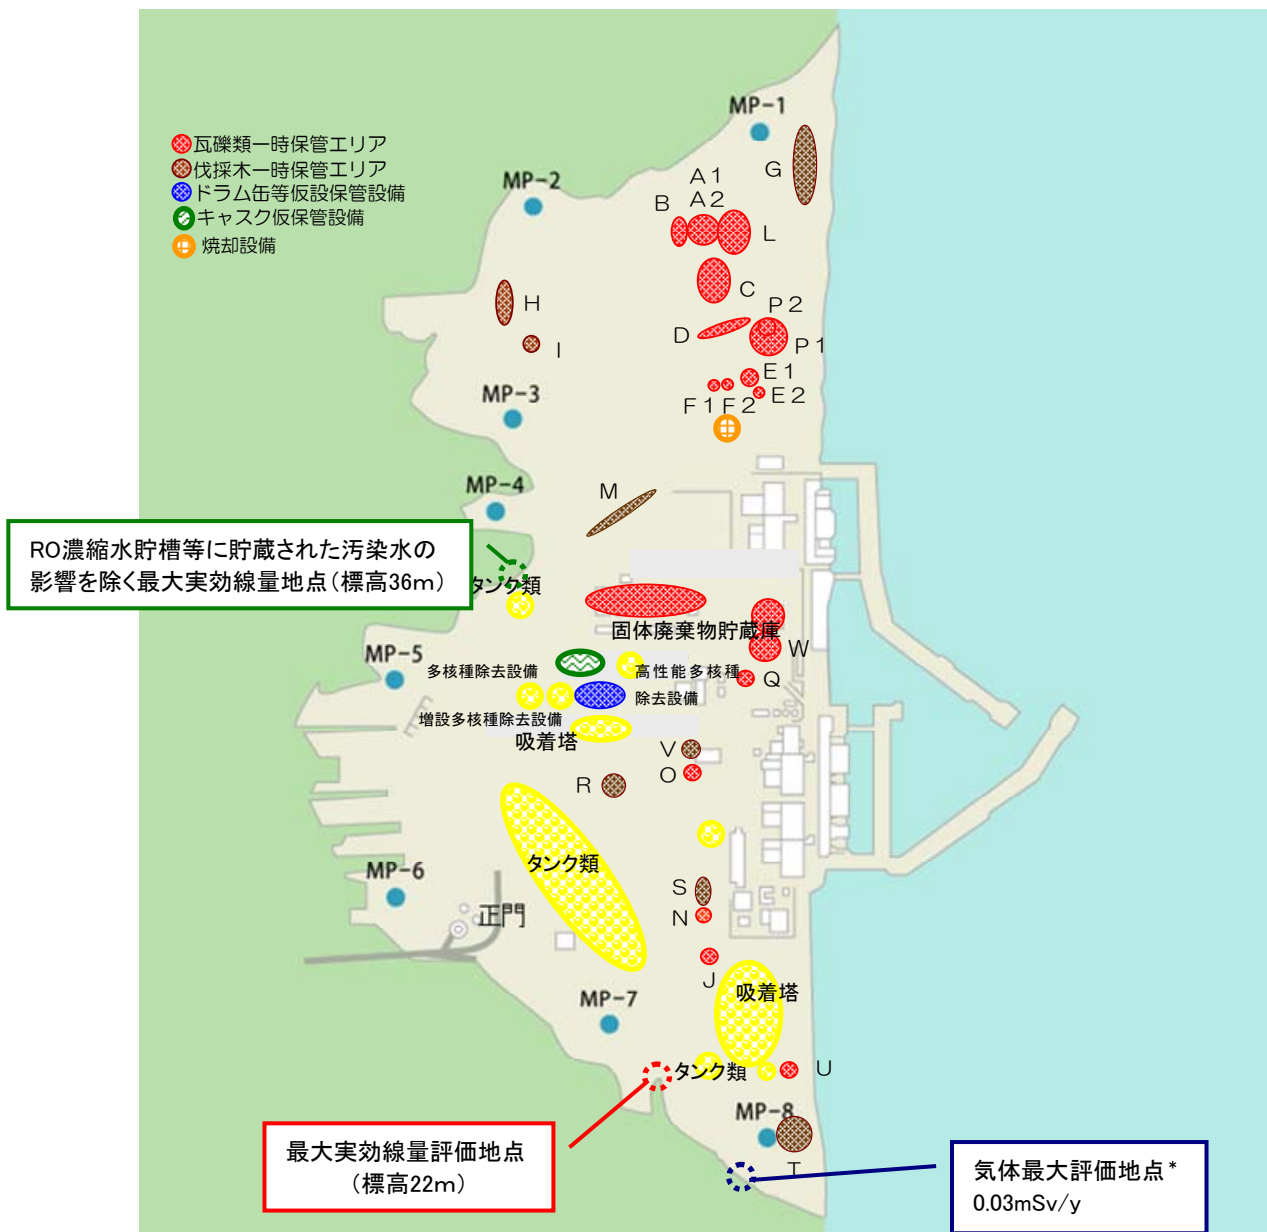 MP-1
瓦礫類一時保管エリア
伐採木一時保管エリア
ドラム缶等仮設保管設備
キャスク仮保管設備
焼却設備
MP-2
A1
A2
G
B
L
C
H
P2
D
P1
I
E1
E2
MP-3
F1 F2
MP-4
M
RO濃縮水貯槽等に貯蔵された汚染水の
影響を除く最大実効線量地点(標高36m)
タンク類
固体廃棄物貯蔵庫
W
MP-5
多核種除去設備
高性能多核種
除去設備
Q
増設多核種除去設備
吸着塔
V
O
R
タンク類
MP-6
S
N
正門
J
吸着塔
MP-7
タンク類
U
MP-8
T
最大実効線量評価地点
(標高22m)
気体最大評価地点*
0.03mSv/y